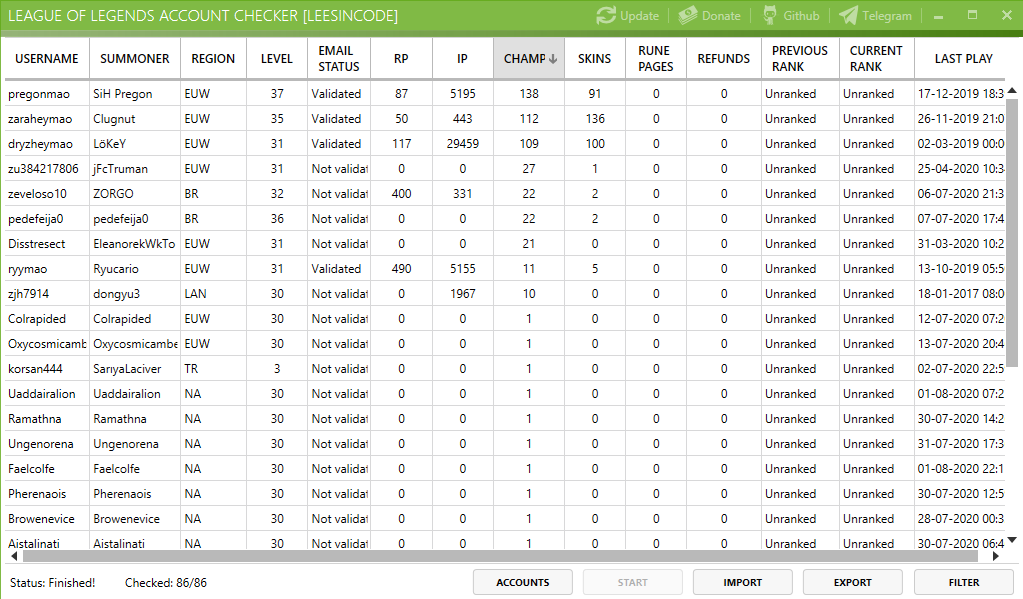 LEAGUE OF LEGENDS ACCOUNT CHECKER [LEESINCODE] Update Donate Github Telegram
USERNAME SUMMONER REGION LEVEL EMAIL STATUS RP IP CHAMP SKINS RUNE PAGES REFUNDS PREVIOUS RANK CURRENT RANK LAST PLAY
pregonmao SiH Pregon EUW 37 Validated 87 5195 138 91 0 0 Unranked Unranked 17-12-2019 18:3
zaraheymao Clugnut EUW 35 Validated 50 443 112 136 0 0 Unranked Unranked 26-11-2019 21:0
dryzheymao LöKeY EUW 31 Validated 117 29459 109 100 0 0 Unranked Unranked 02-03-2019 00:0
zu384217806 jFcTruman EUW 31 Not validat 0 0 27 1 0 0 Unranked Unranked 25-04-2020 10:3
zeveloso10 ZORGO BR 32 Not validat 400 331 22 2 0 0 Unranked Unranked 06-07-2020 21:3
pedefeija0 pedefeija0 BR 36 Not validat 0 0 22 2 0 0 Unranked Unranked 07-07-2020 17:4
Disstresect EleanorekWkTo EUW 31 Not validat 0 0 21 0 0 0 Unranked Unranked 31-03-2020 10:2
ryymao Ryucario EUW 31 Validated 490 5155 11 5 0 0 Unranked Unranked 13-10-2019 05:5
zjh7914 dongyu3 LAN 30 Not validat 0 1967 10 0 0 0 Unranked Unranked 18-01-2017 08:0
Colrapided Colrapided EUW 30 Not validat 0 0 1 0 0 0 Unranked Unranked 12-07-2020 07:2
Oxycosmicamb Oxycosmicambe EUW 30 Not validat 0 0 1 0 0 0 Unranked Unranked 13-07-2020 20:4
korsan444 SarıyaLaciver TR 3 Not validat 0 0 1 0 0 0 Unranked Unranked 02-07-2020 22:5
Uaddairalion Uaddairalion NA 30 Not validat 0 0 1 0 0 0 Unranked Unranked 01-08-2020 07:2
Ramathna Ramathna NA 30 Not validat 0 0 1 0 0 0 Unranked Unranked 30-07-2020 14:2
Ungenorena Ungenorena NA 30 Not validat 0 0 1 0 0 0 Unranked Unranked 31-07-2020 17:3
Faelcolfe Faelcolfe NA 30 Not validat 0 0 1 0 0 0 Unranked Unranked 01-08-2020 22:1
Pherenaois Pherenaois NA 30 Not validat 0 0 1 0 0 0 Unranked Unranked 30-07-2020 12:5
Browenevice Browenevice NA 30 Not validat 0 0 1 0 0 0 Unranked Unranked 28-07-2020 00:3
Aistalinati Aistalinati NA 30 Not validat 0 0 1 0 0 0 Unranked Unranked 30-07-2020 06:4
Status: Finished! Checked: 86/86 ACCOUNTS START IMPORT EXPORT FILTER